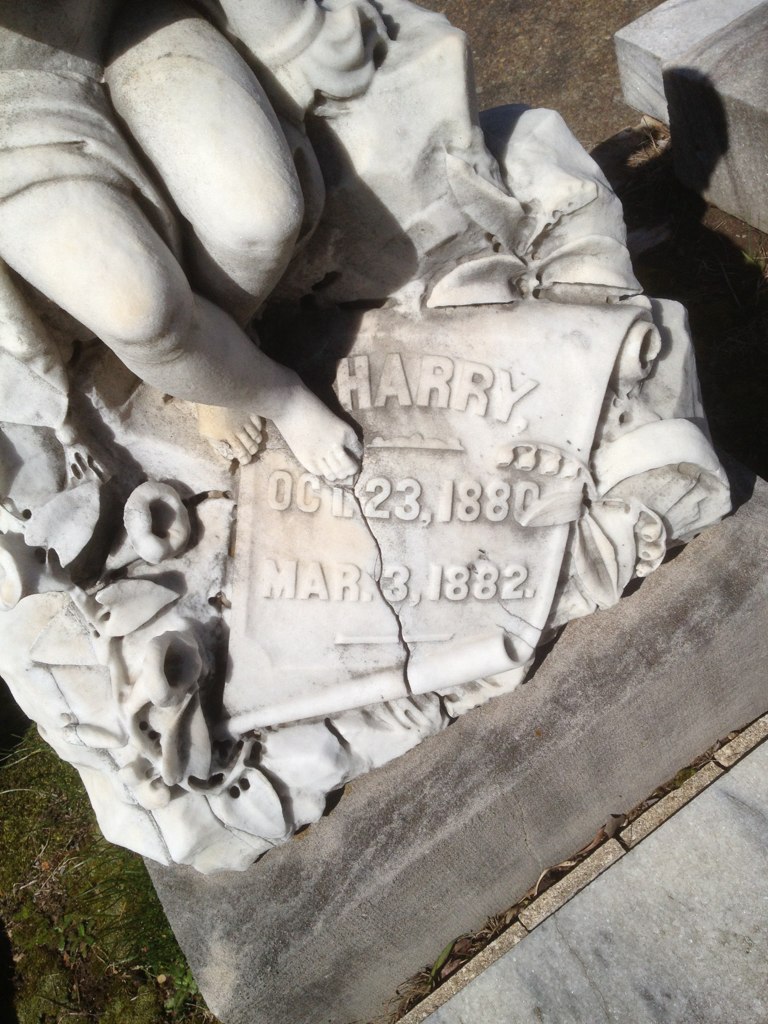 HARRY,
OCT. 23, 1880
MAR. 3, 1882.